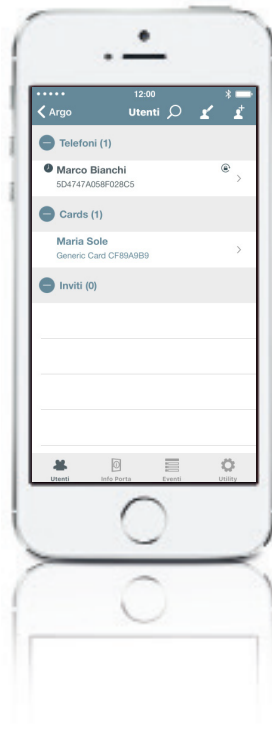 12:00
Argo Utenti
Telefoni (1)
Marco Bianchi
5D4747A058F028C5
Cards (1)
Maria Sole
Generic Card CF89A9B9
Inviti (0)
Utenti Info Porta Eventi Utility